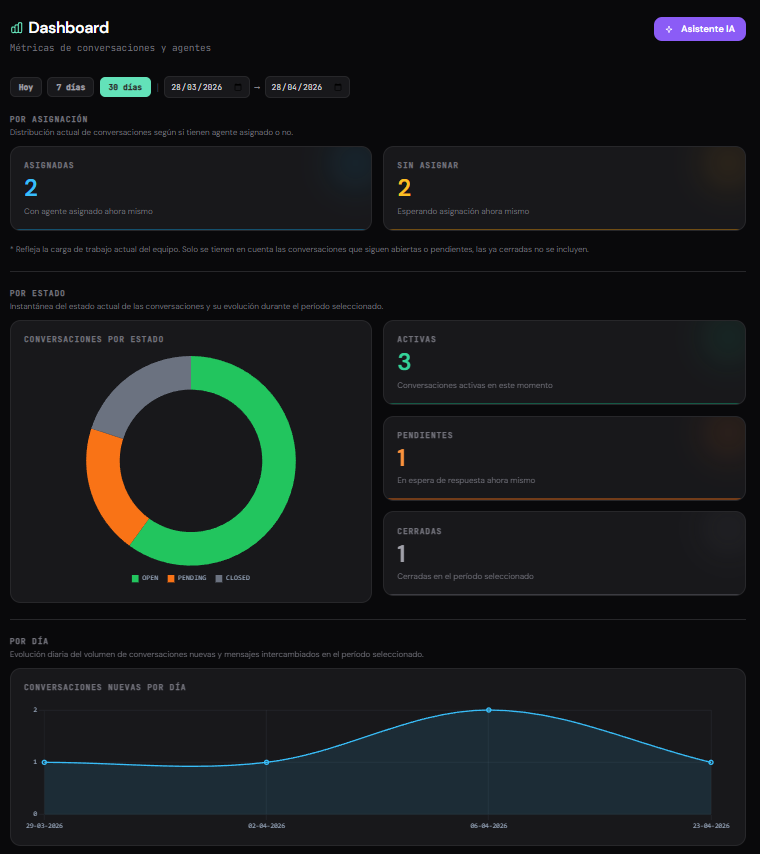 Dashboard
Asistente IA
Métricas de conversaciones y agentes
Hoy 7 días 30 días | 28/03/2026 → 28/04/2026
POR ASIGNACIÓN
Distribución actual de conversaciones según si tienen agente asignado o no.
ASIGNADAS
2
Con agente asignado ahora mismo
SIN ASIGNAR
2
Esperando asignación ahora mismo
* Refleja la carga de trabajo actual del equipo. Solo se tienen en cuenta las conversaciones que siguen abiertas o pendientes, las ya cerradas no se incluyen.
POR ESTADO
Instantánea del estado actual de las conversaciones y su evolución durante el período seleccionado.
CONVERSACIONES POR ESTADO
OPEN PENDING CLOSED
ACTIVAS
3
Conversaciones activas en este momento
PENDIENTES
1
En espera de respuesta ahora mismo
CERRADAS
1
Cerradas en el período seleccionado
POR DÍA
Evolución diaria del volumen de conversaciones nuevas y mensajes intercambiados en el período seleccionado.
CONVERSACIONES NUEVAS POR DÍA
2
1
0
29-03-2026 02-04-2026 06-04-2026 23-04-2026